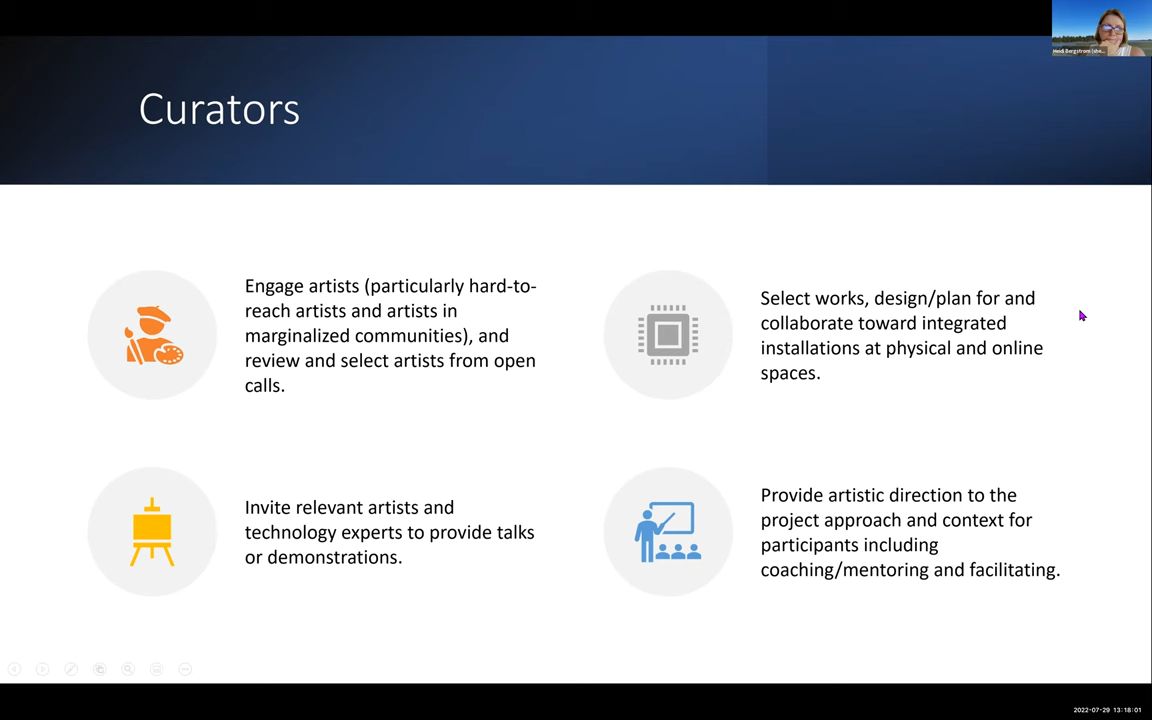 Heidi Bergstrom (she...
Curators
Engage artists (particularly hard-to-
reach artists and artists in
marginalized communities), and
review and select artists from open
calls.
Select works, design/plan for and
collaborate toward integrated
installations at physical and online
spaces.
Invite relevant artists and
technology experts to provide talks
or demonstrations.
Provide artistic direction to the
project approach and context for
participants including
coaching/mentoring and facilitating.
2022-07-29 13:18:01